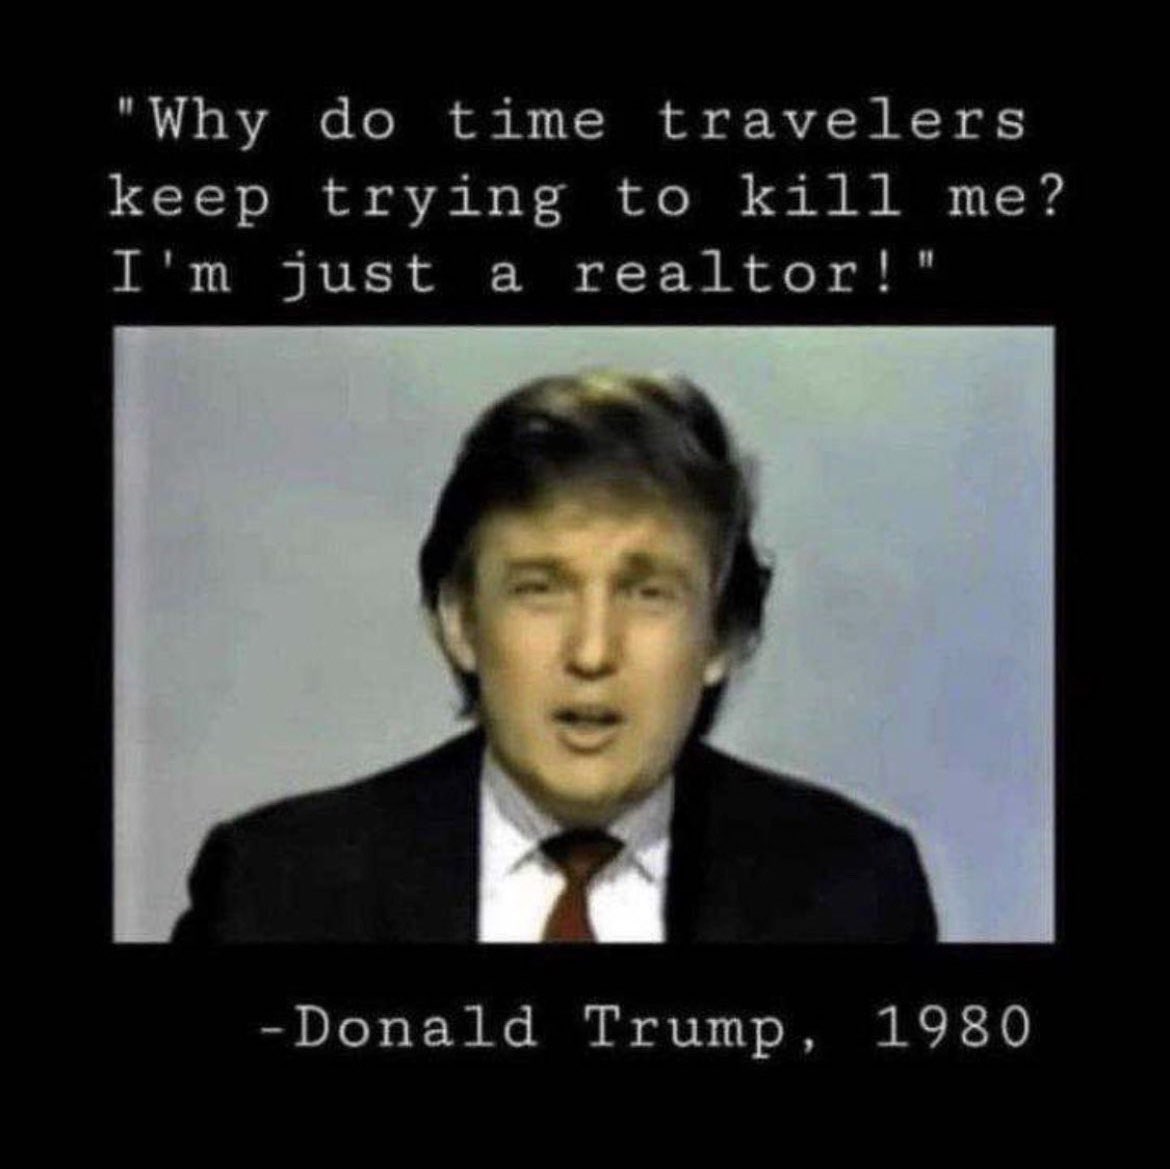 "Why do time travelers
keep trying to kill me?
I'm just a realtor!"
-Donald Trump, 1980